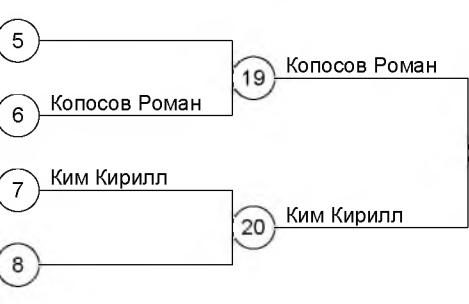 5
19 Копосов Роман
6 Копосов Роман
7 Ким Кирилл
20 Ким Кирилл
8